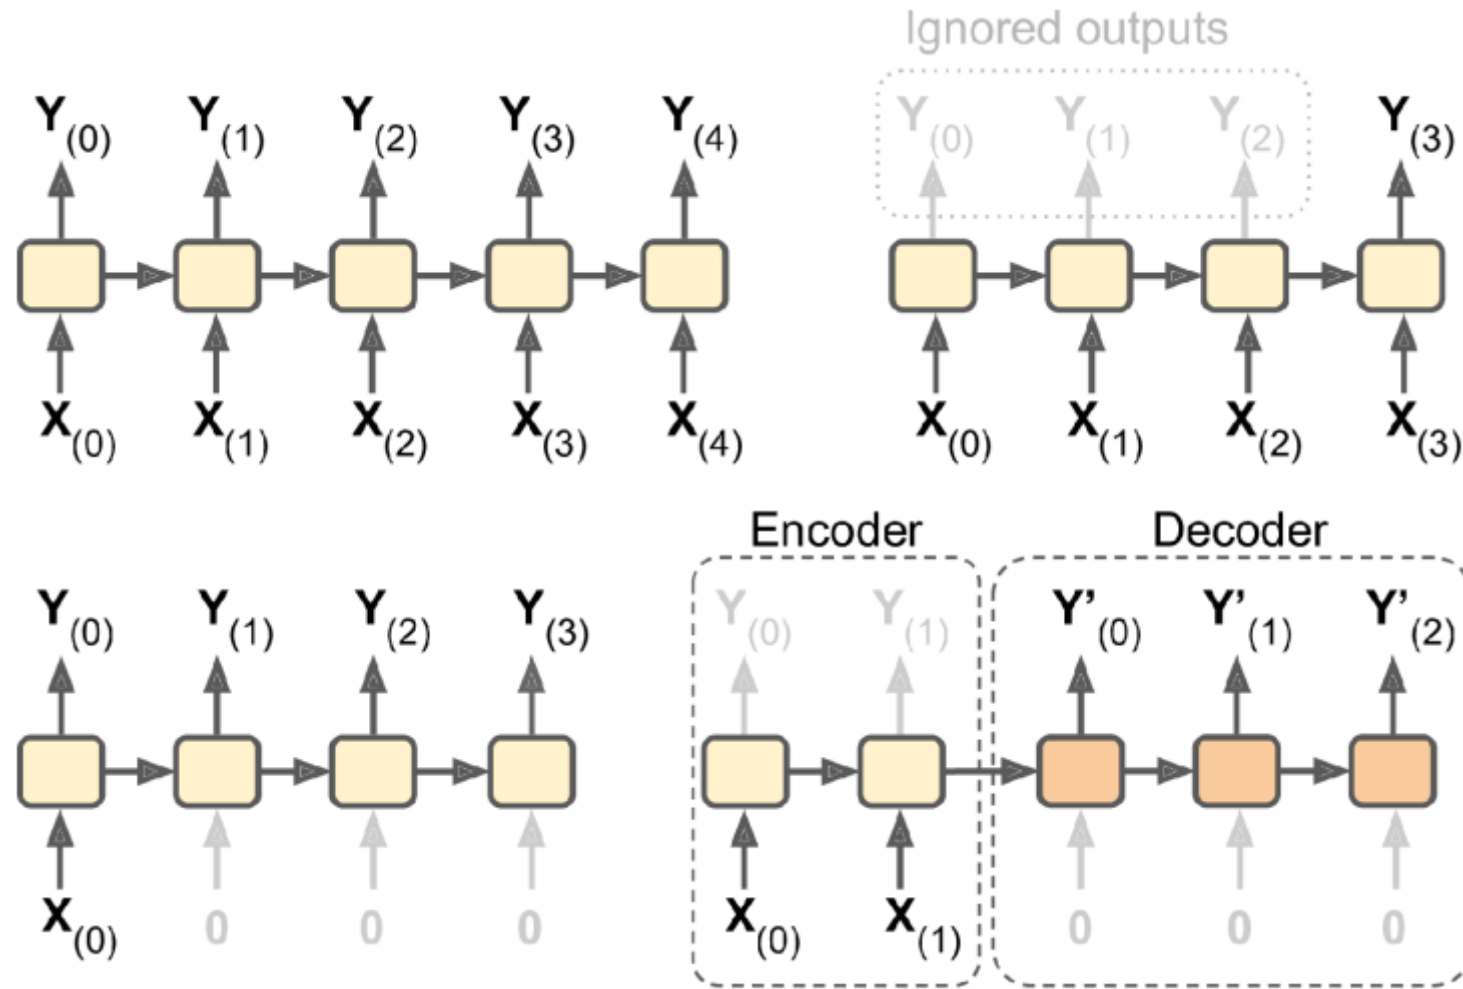 Ignored outputs
Y(0) Y(1) Y(2) Y(3) Y(4)
Y(0) Y(1) Y(2) Y(3)
X(0) X(1) X(2) X(3) X(4)
X(0) X(1) X(2) X(3)
Encoder
Decoder
Y(0) Y(1) Y(2) Y(3)
Y(0) Y(1)
Y’(0) Y’(1) Y’(2)
X(0) 0 0 0
X(0) X(1)
0 0 0